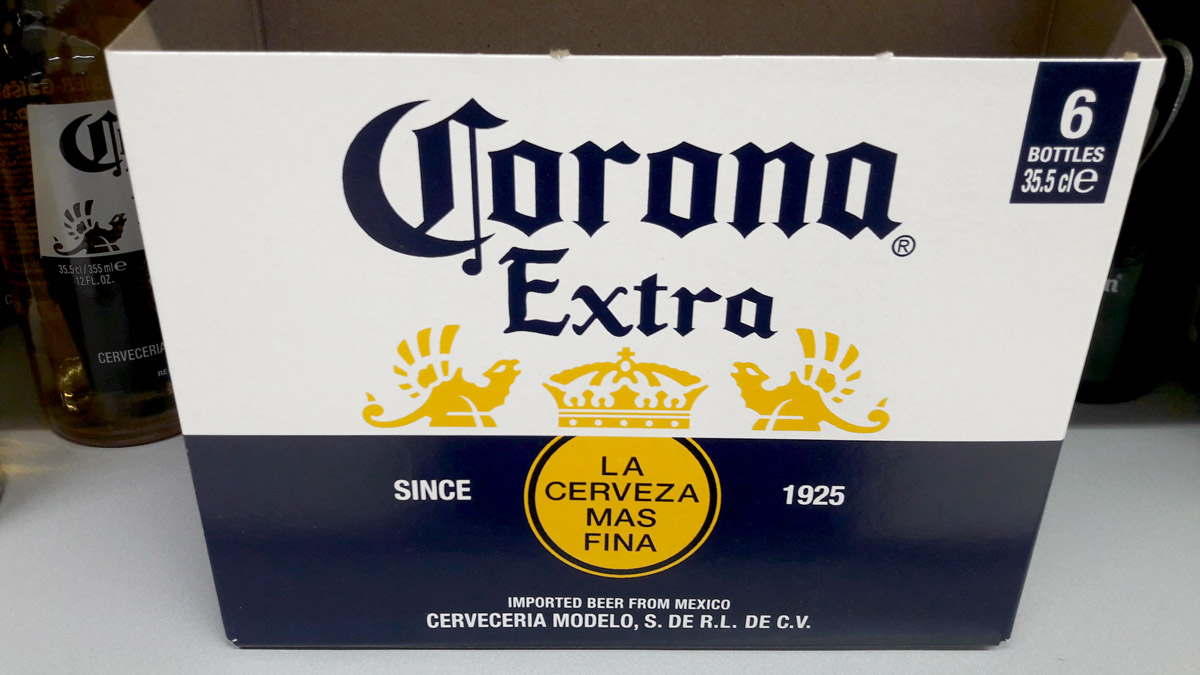 Corona®
Extra
6
BOTTLES
35.5 cl e
SINCE
LA
CERVEZA
MAS
FINA
1925
IMPORTED BEER FROM MEXICO
CERVECERIA MODELO, S. DE R.L. DE C.V.
35.5 cl / 355 ml e
12 FL. OZ.
CERVECERIA